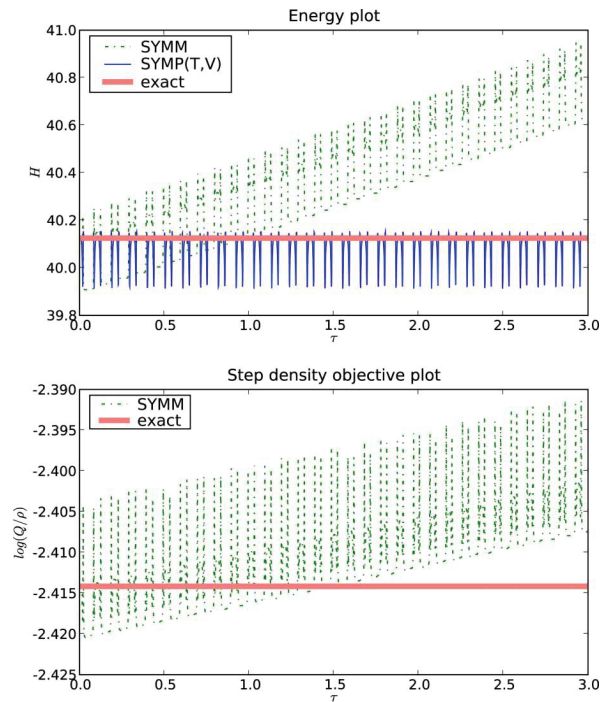 Energy plot
41.0
40.8
40.6
40.4
40.2
40.0
39.8
H
SYMM
SYMP(T,V)
exact
0.0 0.5 1.0 1.5 2.0 2.5 3.0
τ
Step density objective plot
-2.390
-2.395
-2.400
-2.405
-2.410
-2.415
-2.420
-2.425
log(Q/ρ)
SYMM
exact
0.0 0.5 1.0 1.5 2.0 2.5 3.0
τ